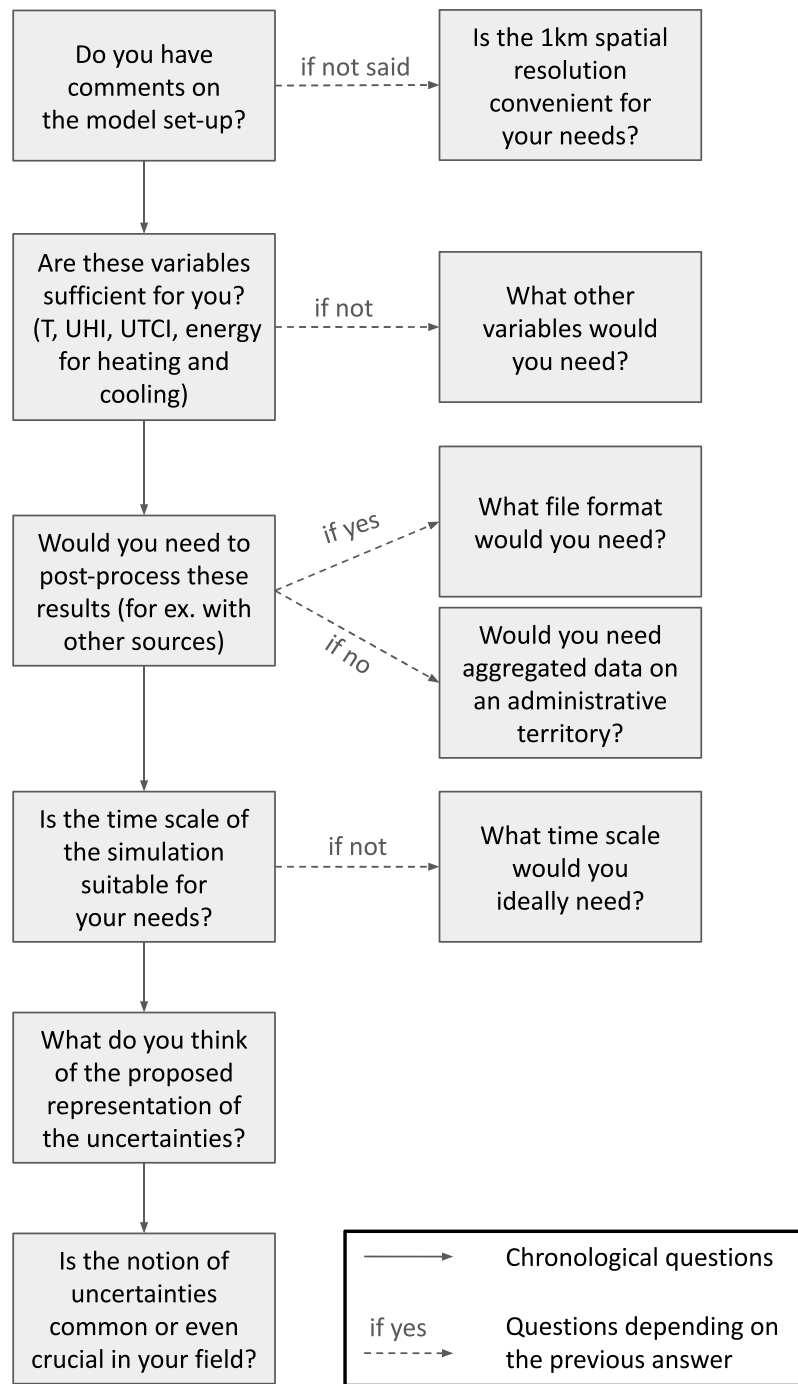 Do you have
comments on
the model set-up?
if not said
Is the 1km spatial
resolution
convenient for
your needs?
Are these variables
sufficient for you?
(T, UHI, UTCI, energy
for heating and
cooling)
if not
What other
variables would
you need?
Would you need to
post-process these
results (for ex. with
other sources)
if yes
What file format
would you need?
if no
Would you need
aggregated data on
an administrative
territory?
Is the time scale of
the simulation
suitable for
your needs?
if not
What time scale
would you
ideally need?
What do you think
of the proposed
representation of
the uncertainties?
Is the notion of
uncertainties
common or even
crucial in your field?
Chronological questions
if yes
Questions depending on
the previous answer